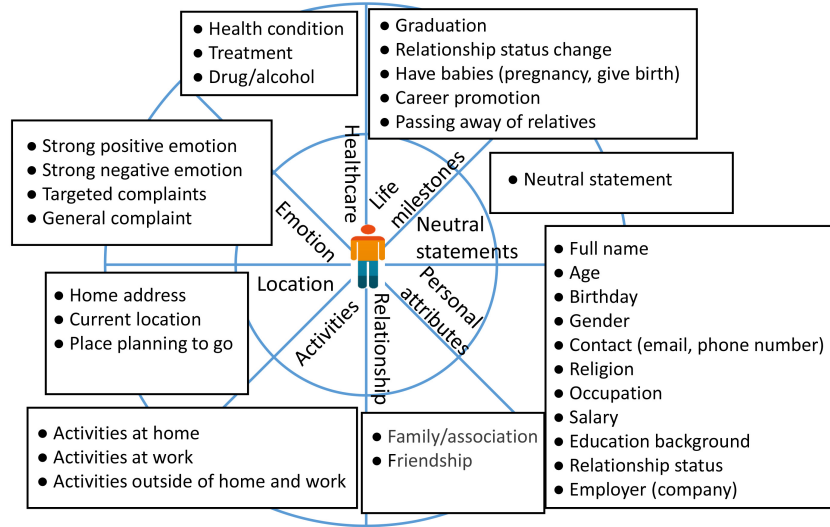 ● Health condition
● Treatment
● Drug/alcohol
● Graduation
● Relationship status change
● Have babies (pregnancy, give birth)
● Career promotion
● Passing away of relatives
● Strong positive emotion
● Strong negative emotion
● Targeted complaints
● General complaint
● Neutral statement
Healthcare
Life
milestones
Emotion
Neutral
statements
Location
Personal
attributes
Activities
Relationship
● Home address
● Current location
● Place planning to go
● Full name
● Age
● Birthday
● Gender
● Contact (email, phone number)
● Religion
● Occupation
● Salary
● Education background
● Relationship status
● Employer (company)
● Activities at home
● Activities at work
● Activities outside of home and work
● Family/association
● Friendship